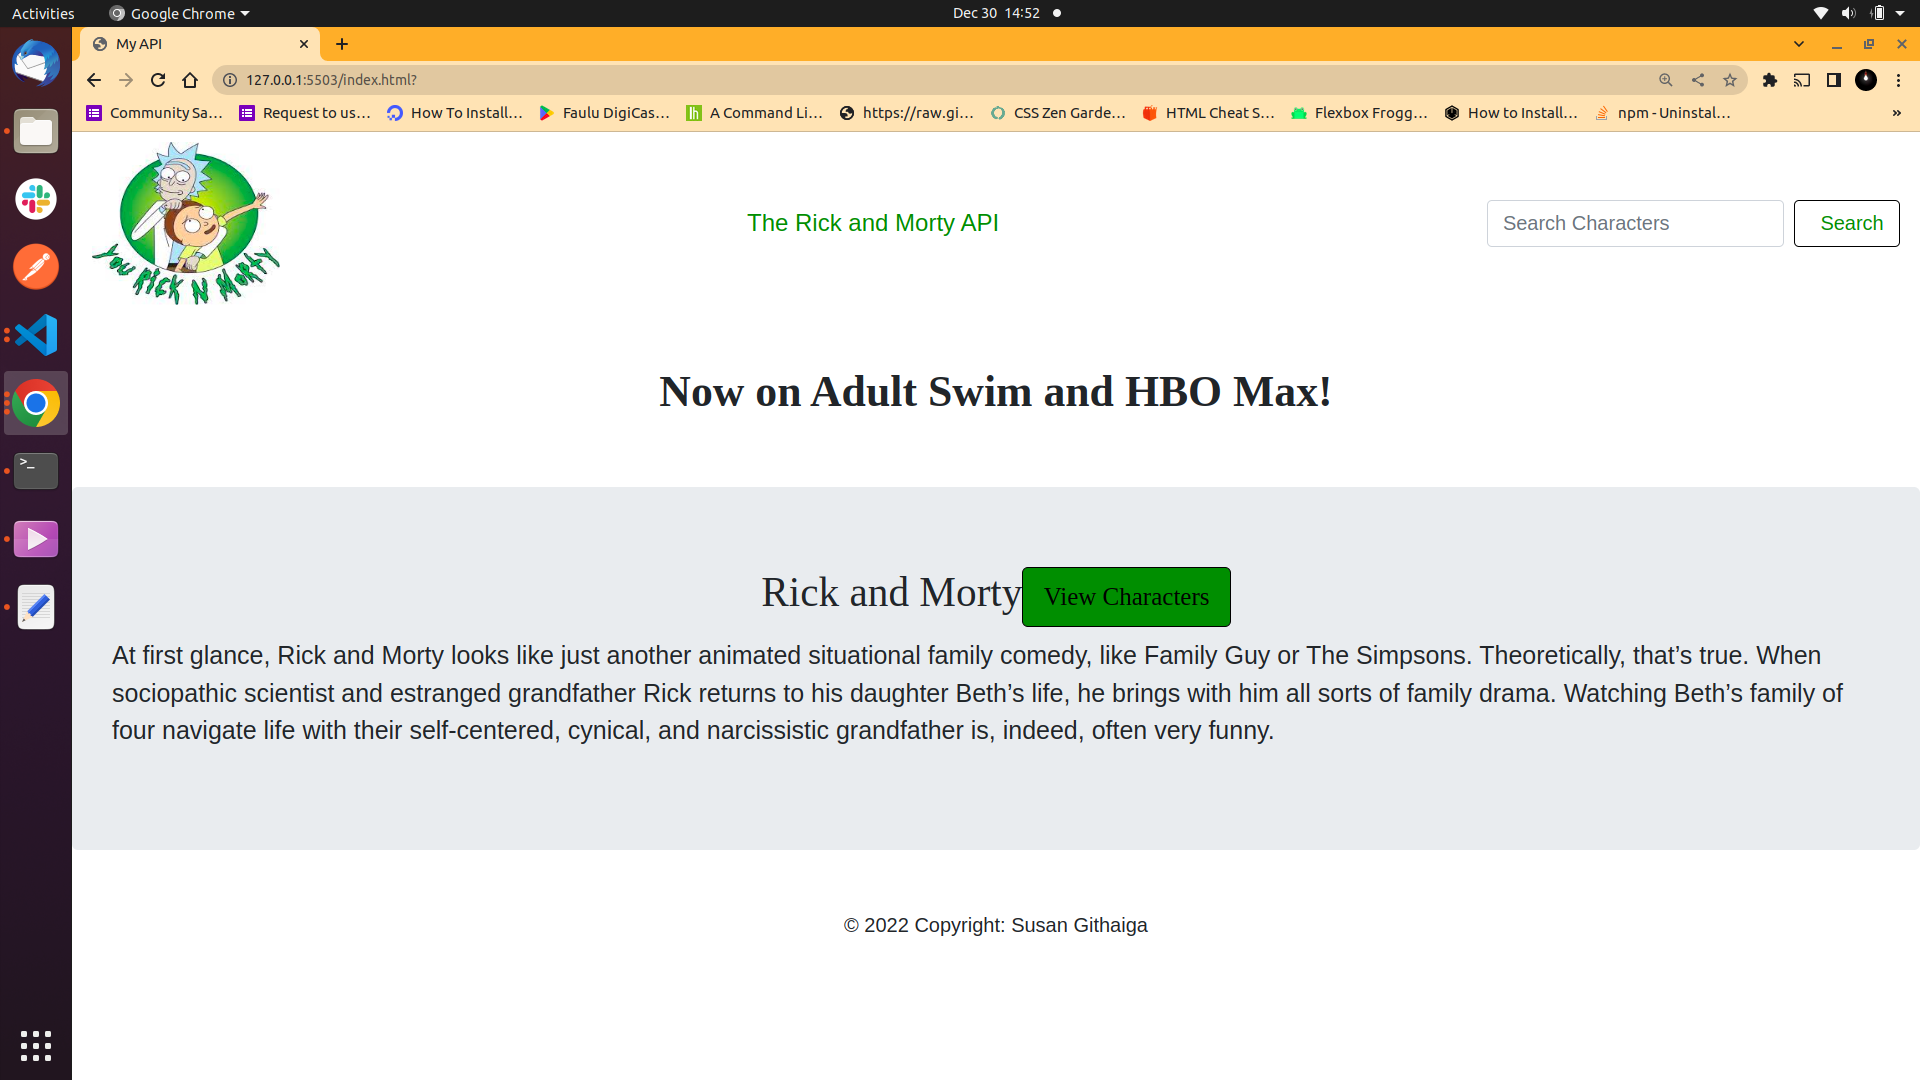 Activities
Google Chrome
Dec 30 14:52
My API
127.0.0.1:5503/index.html?
Community Sa...
Request to us...
How To Install...
Faulu DigiCas...
A Command Li...
https://raw.gi...
CSS Zen Garde...
HTML Cheat S...
Flexbox Frogg...
How to Install...
npm - Uninstal...
»
YOU RICK N MORTY
The Rick and Morty API
Search Characters
Search
Now on Adult Swim and HBO Max!
Rick and Morty
View Characters
At first glance, Rick and Morty looks like just another animated situational family comedy, like Family Guy or The Simpsons. Theoretically, that’s true. When
sociopathic scientist and estranged grandfather Rick returns to his daughter Beth’s life, he brings with him all sorts of family drama. Watching Beth’s family of
four navigate life with their self-centered, cynical, and narcissistic grandfather is, indeed, often very funny.
© 2022 Copyright: Susan Githaiga